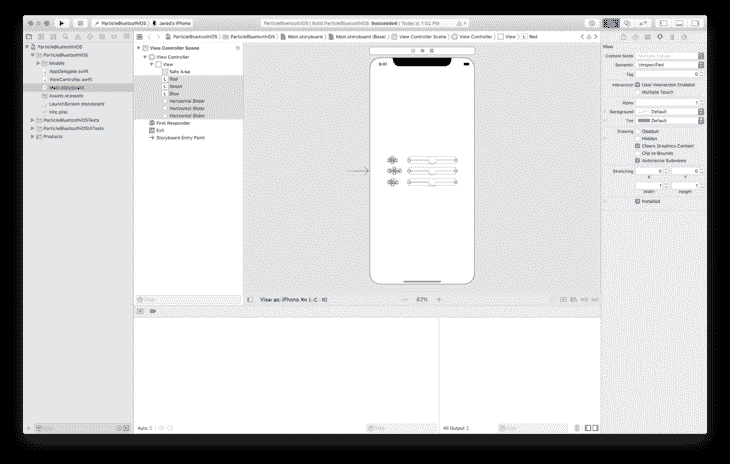 ParticleBluetoothiOS
Jared's iPhone
ParticleBluetoothiOS | Build ParticleBluetoothiOS: Succeeded | Today at 1:52 PM
ParticleBluetoothiOS
ParticleBluetoothiOS
Models
AppDelegate.swift
ViewController.swift
Main.storyboard
Assets.xcassets
LaunchScreen.storyboard
Info.plist
ParticleBluetoothiOSTests
ParticleBluetoothiOSUITests
Products
Filter
ParticleBluetoothiOS
ParticleBluetoothiOS
Main.storyboard
Main.storyboard (Base)
View Controller Scene
View Controller
View
Red
View Controller Scene
View Controller
View
Safe Area
L Red
L Green
L Blue
Horizontal Slider
Horizontal Slider
Horizontal Slider
First Responder
Exit
Storyboard Entry Point
Filter
9:41
View as: iPhone
62%
Auto
Filter
All Output
Filter
View
Content Mode Multiple Values
Semantic Unspecified
Tag 0
Interaction User Interaction Enabled
Multiple Touch
Alpha 1
Background Default
Tint Default
Drawing Opaque
Hidden
Clears Graphics Context
Clip to Bounds
Autoresize Subviews
Stretching 0 0
X Y
1 1
Width Height
Installed